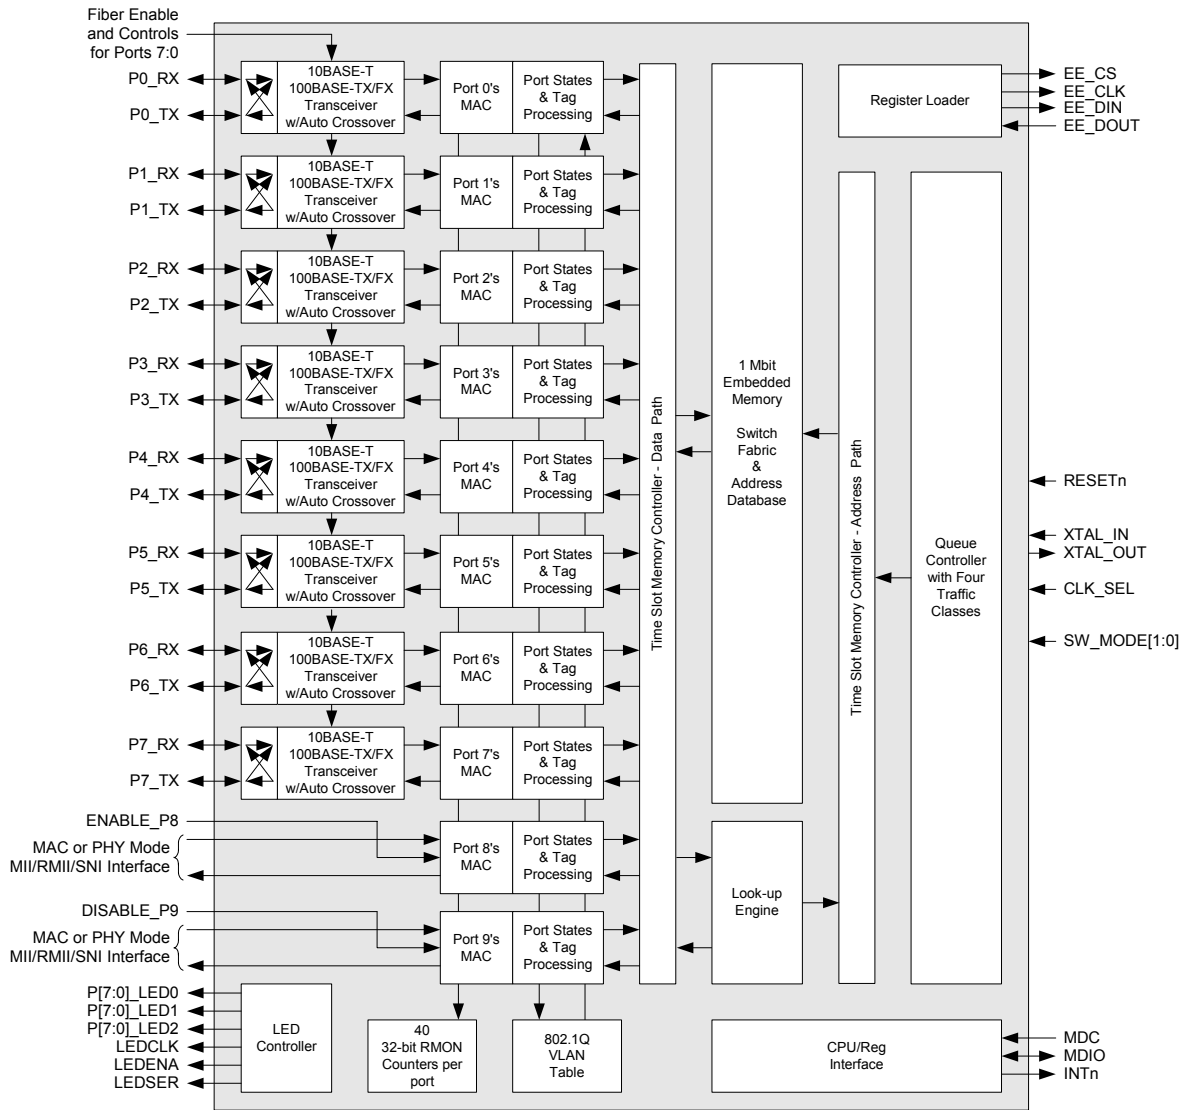 Fiber Enable
and Controls
for Ports 7:0
P0_RX
P0_TX
10BASE-T
100BASE-TX/FX
Transceiver
w/Auto Crossover
Port 0's
MAC
Port States
& Tag
Processing
P1_RX
P1_TX
10BASE-T
100BASE-TX/FX
Transceiver
w/Auto Crossover
Port 1's
MAC
Port States
& Tag
Processing
P2_RX
P2_TX
10BASE-T
100BASE-TX/FX
Transceiver
w/Auto Crossover
Port 2's
MAC
Port States
& Tag
Processing
P3_RX
P3_TX
10BASE-T
100BASE-TX/FX
Transceiver
w/Auto Crossover
Port 3's
MAC
Port States
& Tag
Processing
P4_RX
P4_TX
10BASE-T
100BASE-TX/FX
Transceiver
w/Auto Crossover
Port 4's
MAC
Port States
& Tag
Processing
P5_RX
P5_TX
10BASE-T
100BASE-TX/FX
Transceiver
w/Auto Crossover
Port 5's
MAC
Port States
& Tag
Processing
P6_RX
P6_TX
10BASE-T
100BASE-TX/FX
Transceiver
w/Auto Crossover
Port 6's
MAC
Port States
& Tag
Processing
P7_RX
P7_TX
10BASE-T
100BASE-TX/FX
Transceiver
w/Auto Crossover
Port 7's
MAC
Port States
& Tag
Processing
ENABLE_P8
MAC or PHY Mode
MII/RMII/SNI Interface
Port 8's
MAC
Port States
& Tag
Processing
DISABLE_P9
MAC or PHY Mode
MII/RMII/SNI Interface
Port 9's
MAC
Port States
& Tag
Processing
P[7:0]_LED0
P[7:0]_LED1
P[7:0]_LED2
LEDCLK
LEDENA
LEDSER
LED
Controller
40
32-bit RMON
Counters per
port
802.1Q
VLAN
Table
Time Slot Memory Controller - Data Path
1 Mbit
Embedded
Memory
Switch
Fabric
&
Address
Database
Look-up
Engine
Time Slot Memory Controller - Address Path
Queue
Controller
with Four
Traffic
Classes
Register Loader
EE_CS
EE_CLK
EE_DIN
EE_DOUT
RESETn
XTAL_IN
XTAL_OUT
CLK_SEL
SW_MODE[1:0]
CPU/Reg
Interface
MDC
MDIO
INTn